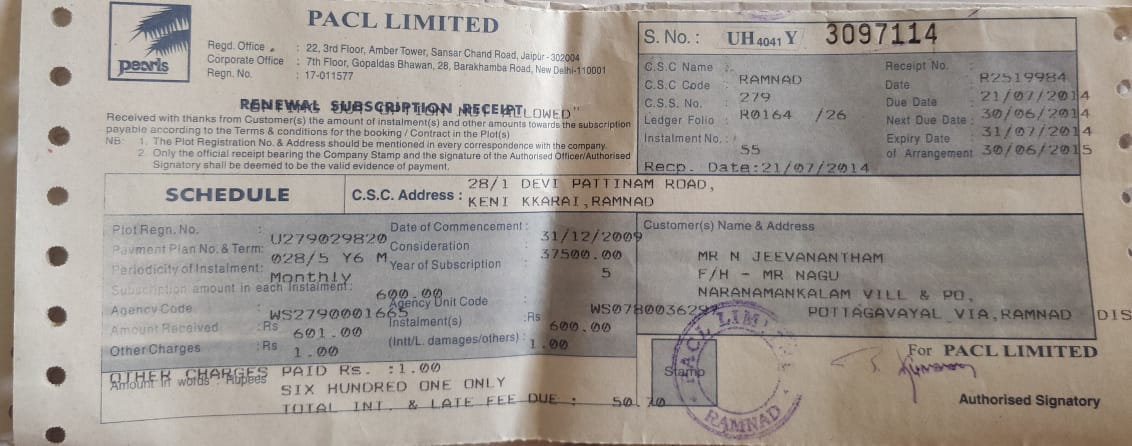 pearls
PACL LIMITED
Regd. Office : 22, 3rd Floor, Amber Tower, Sansar Chand Road, Jaipur-302004
Corporate Office : 7th Floor, Gopaldas Bhawan, 28, Barakhamba Road, New Delhi-110001
Regn. No. : 17-011577
RENEWAL SUBSCRIPTION RECEIPT
NOT ALLOWED"
Received with thanks from Customer(s) the amount of instalment(s) and other amounts towards the subscription
payable according to the Terms & conditions for the booking / Contract in the Plot(s)
NB: 1. The Plot Registration No. & Address should be mentioned in every correspondence with the company.
2. Only the official receipt bearing the Company Stamp and the signature of the Authorised Officer/Authorised
Signatory shall be deemed to be the valid evidence of payment.
S. No.: UH4041Y 3097114
C.S.C Name : RAMNAD
C.S.C Code : 279
C.S.S. No. : R0164 /26
Ledger Folio :
Instalment No. : 55
Receipt No. : R2519984
Date : 21/07/2014
Due Date : 30/06/2014
Next Due Date : 31/07/2014
Expiry Date
of Arrangement : 30/06/2015
Recp. Date:21/07/2014
SCHEDULE
C.S.C. Address : 28/1 DEVI PATTINAM ROAD,
KENI KKARAI,RAMNAD
Plot Regn. No. : U279029820
Payment Plan No. & Term: 028/5 Y6 M
Periodicity of Instalment: Monthly
Subscription amount in each Instalment: 600.00
Agency Code : WS2790001665
Amount Received :Rs 601.00
Other Charges :Rs 1.00
Date of Commencement : 31/12/2009
Consideration : 37500.00
Year of Subscription : 5
Agency Unit Code : WS078003629
Instalment(s) :Rs 600.00
(Intt/L. damages/others) : 1.00
Customer(s) Name & Address
MR N JEEVANANTHAM
F/H - MR NAGU
NARANAMANKALAM VILL & PO,
POTTAGAVAYAL VIA,RAMNAD DIS
OTHER CHARGES PAID Rs. :1.00
Amount in words : Rupees SIX HUNDRED ONE ONLY
TOTAL INT. & LATE FEE DUE : 50.70
Stamp
PACL LIMITED
RAMNAD
For PACL LIMITED
Authorised Signatory